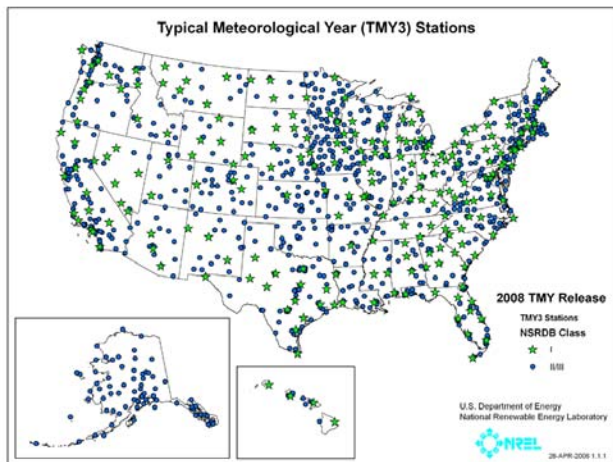 Typical Meteorological Year (TMY3) Stations
2008 TMY Release
TMY3 Stations
NSRDB Class
I
II/III
U.S. Department of Energy
National Renewable Energy Laboratory
NREL
28-APR-2008 1.1.1